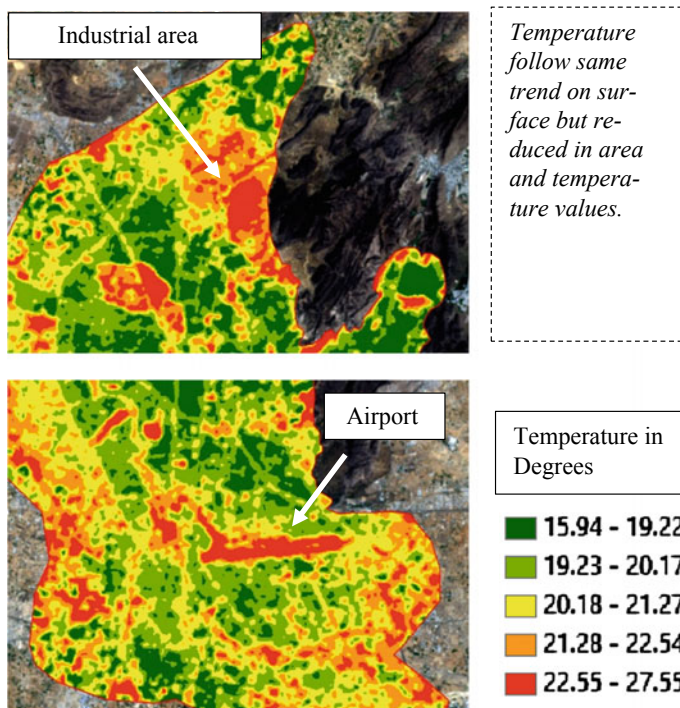 Industrial area
Temperature
follow same
trend on sur-
face but re-
duced in area
and tempera-
ture values.
Airport
Temperature in
Degrees
15.94 - 19.22
19.23 - 20.17
20.18 - 21.27
21.28 - 22.54
22.55 - 27.55